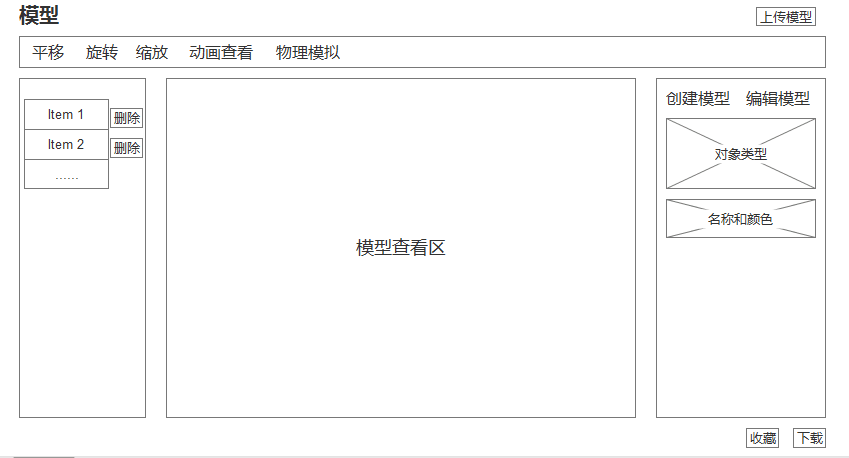 模型
上传模型
平移 旋转 缩放 动画查看 物理模拟
Item 1 删除
Item 2 删除
......
模型查看区
创建模型 编辑模型
对象类型
名称和颜色
收藏 下载